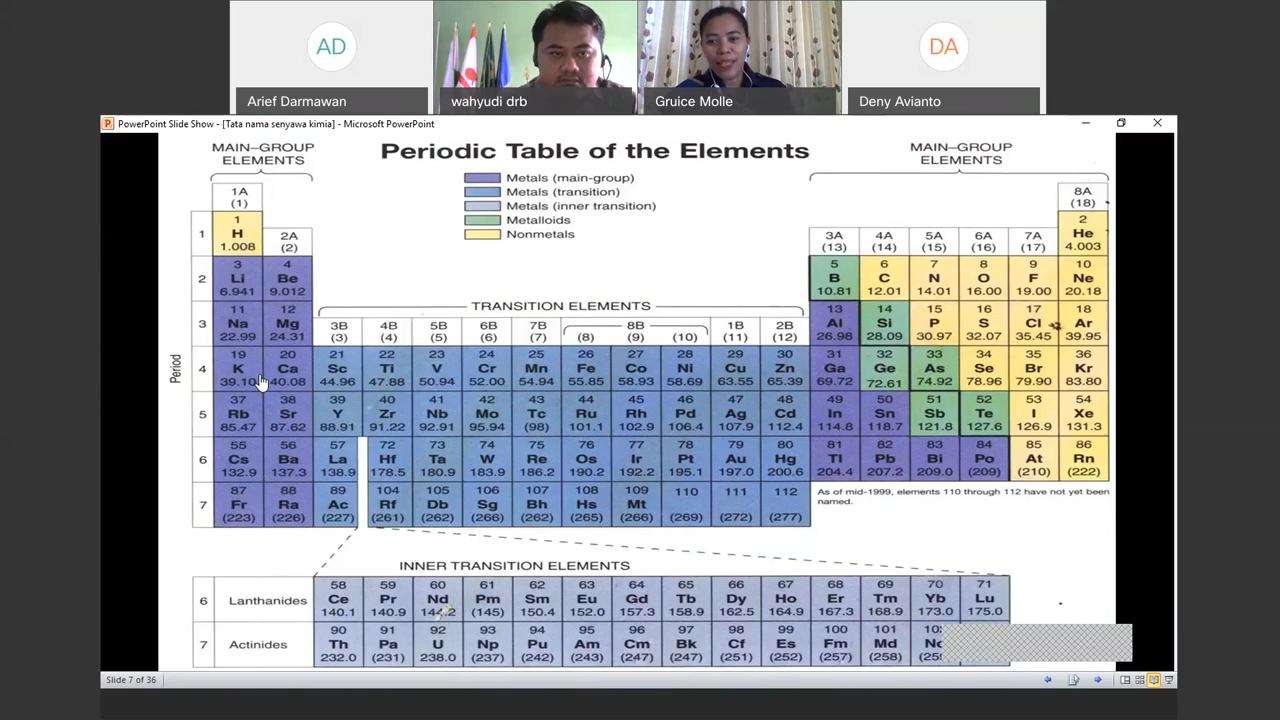 AD
DA
Arief Darmawan
wahyudi drb
Gruice Molle
Deny Avianto
PowerPoint Slide Show - [Tata nama senyawa kimia] - Microsoft PowerPoint
MAIN–GROUP
ELEMENTS
Periodic Table of the Elements
MAIN–GROUP
ELEMENTS
Metals (main-group)
Metals (transition)
Metals (inner transition)
Metalloids
Nonmetals
1A
(1)
8A
(18)
1
H
1.008
2A
(2)
3A 4A 5A 6A 7A
(13) (14) (15) (16) (17)
2
He
4.003
Period
1
2
3 4 5 6 7 8 9 10
Li Be B C N O F Ne
6.941 9.012 10.81 12.01 14.01 16.00 19.00 20.18
TRANSITION ELEMENTS
3
11 12 13 14 15 16 17 18
Na Mg Al Si P S Cl Ar
22.99 24.31 26.98 28.09 30.97 32.07 35.45 39.95
3B 4B 5B 6B 7B 8B 1B 2B
(3) (4) (5) (6) (7) (8) (9) (10) (11) (12)
4
19 20 21 22 23 24 25 26 27 28 29 30 31 32 33 34 35 36
K Ca Sc Ti V Cr Mn Fe Co Ni Cu Zn Ga Ge As Se Br Kr
39.10 40.08 44.96 47.88 50.94 52.00 54.94 55.85 58.93 58.69 63.55 65.39 69.72 72.61 74.92 78.96 79.90 83.80
5
37 38 39 40 41 42 43 44 45 46 47 48 49 50 51 52 53 54
Rb Sr Y Zr Nb Mo Tc Ru Rh Pd Ag Cd In Sn Sb Te I Xe
85.47 87.62 88.91 91.22 92.91 95.94 (98) 101.1 102.9 106.4 107.9 112.4 114.8 118.7 121.8 127.6 126.9 131.3
6
55 56 57 72 73 74 75 76 77 78 79 80 81 82 83 84 85 86
Cs Ba La Hf Ta W Re Os Ir Pt Au Hg Tl Pb Bi Po At Rn
132.9 137.3 138.9 178.5 180.9 183.9 186.2 190.2 192.2 195.1 197.0 200.6 204.4 207.2 209.0 (209) (210) (222)
7
87 88 89 104 105 106 107 108 109 110 111 112
Fr Ra Ac Rf Db Sg Bh Hs Mt
(223) (226) (227) (261) (262) (266) (262) (265) (266) (269) (272) (277)
As of mid-1999, elements 110 through 112 have not yet been
named.
INNER TRANSITION ELEMENTS
6 Lanthanides
58 59 60 61 62 63 64 65 66 67 68 69 70 71
Ce Pr Nd Pm Sm Eu Gd Tb Dy Ho Er Tm Yb Lu
140.1 140.9 144.2 (145) 150.4 152.0 157.3 158.9 162.5 164.9 167.3 168.9 173.0 175.0
7 Actinides
90 91 92 93 94 95 96 97 98 99 100 101
Th Pa U Np Pu Am Cm Bk Cf Es Fm Md
232.0 (231) 238.0 (237) (242) (243) (247) (247) (251) (252) (257) (258)
Slide 7 of 36